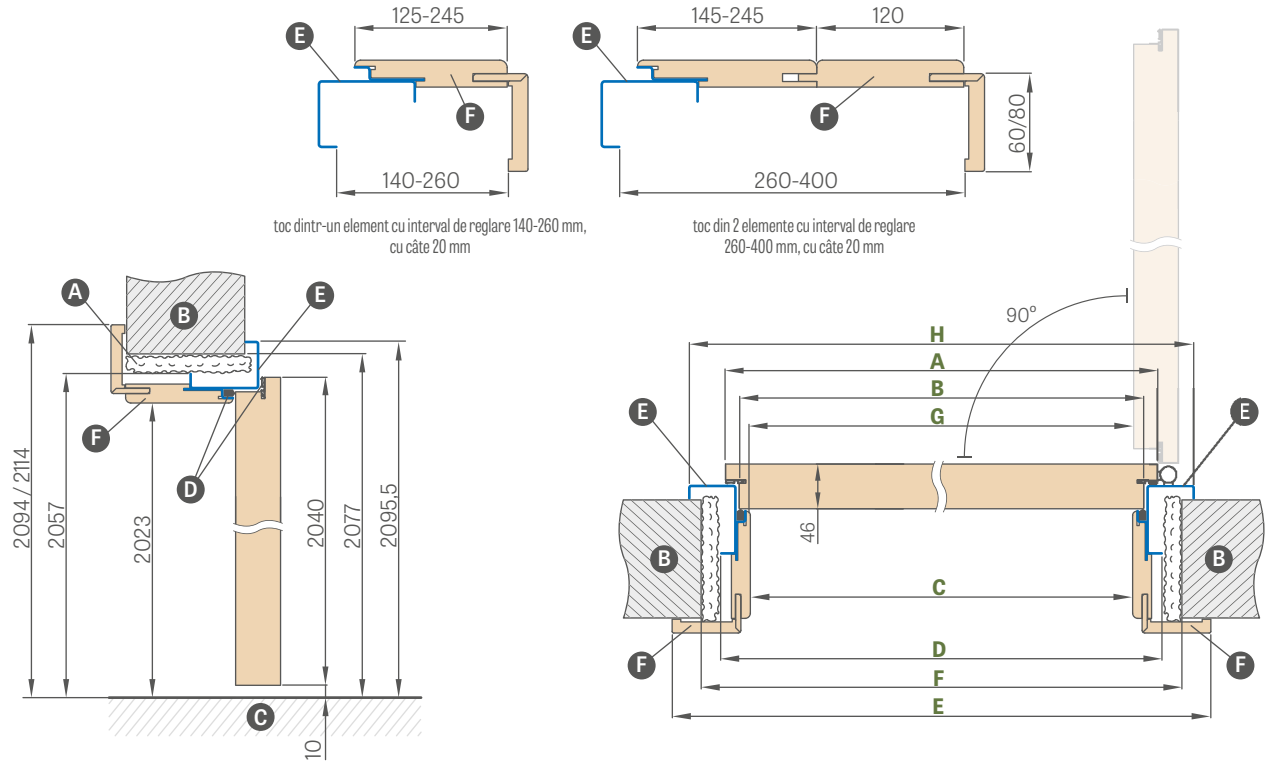 125-245
145-245
120
E
E
F
F
60/80
140-260
260-400
toc dintr-un element cu interval de reglare 140-260 mm,
cu câte 20 mm
toc din 2 elemente cu interval de reglare
260-400 mm, cu câte 20 mm
A
B
E
F
D
2094 / 2114
2057
2023
2040
2077
2095,5
C
10
90°
H
A
B
G
E
E
46
B
B
C
D
F
F
F
E